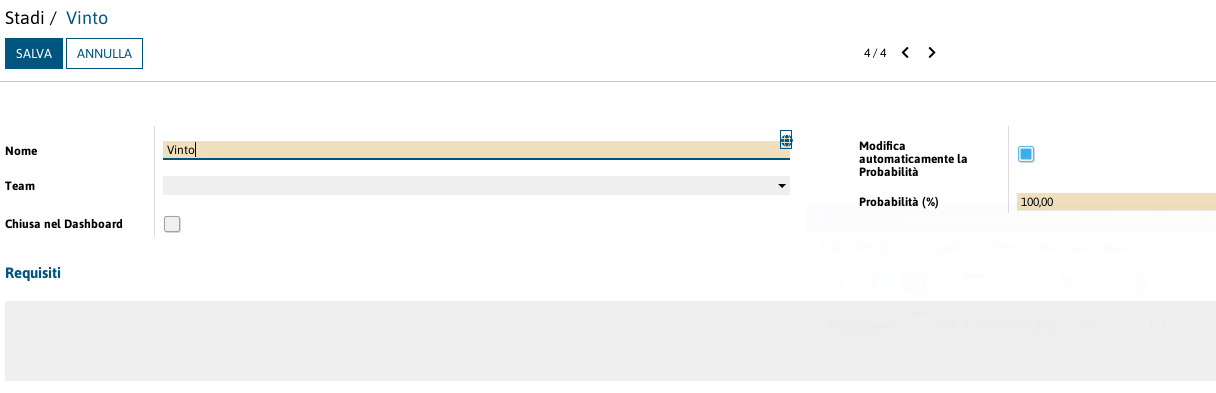 Stadi / Vinto
SALVA ANNULLA
4 / 4
Nome
Vinto
Modifica
automaticamente la
Probabilità
Team
Probabilità (%)
100,00
Chiusa nel Dashboard
Requisiti